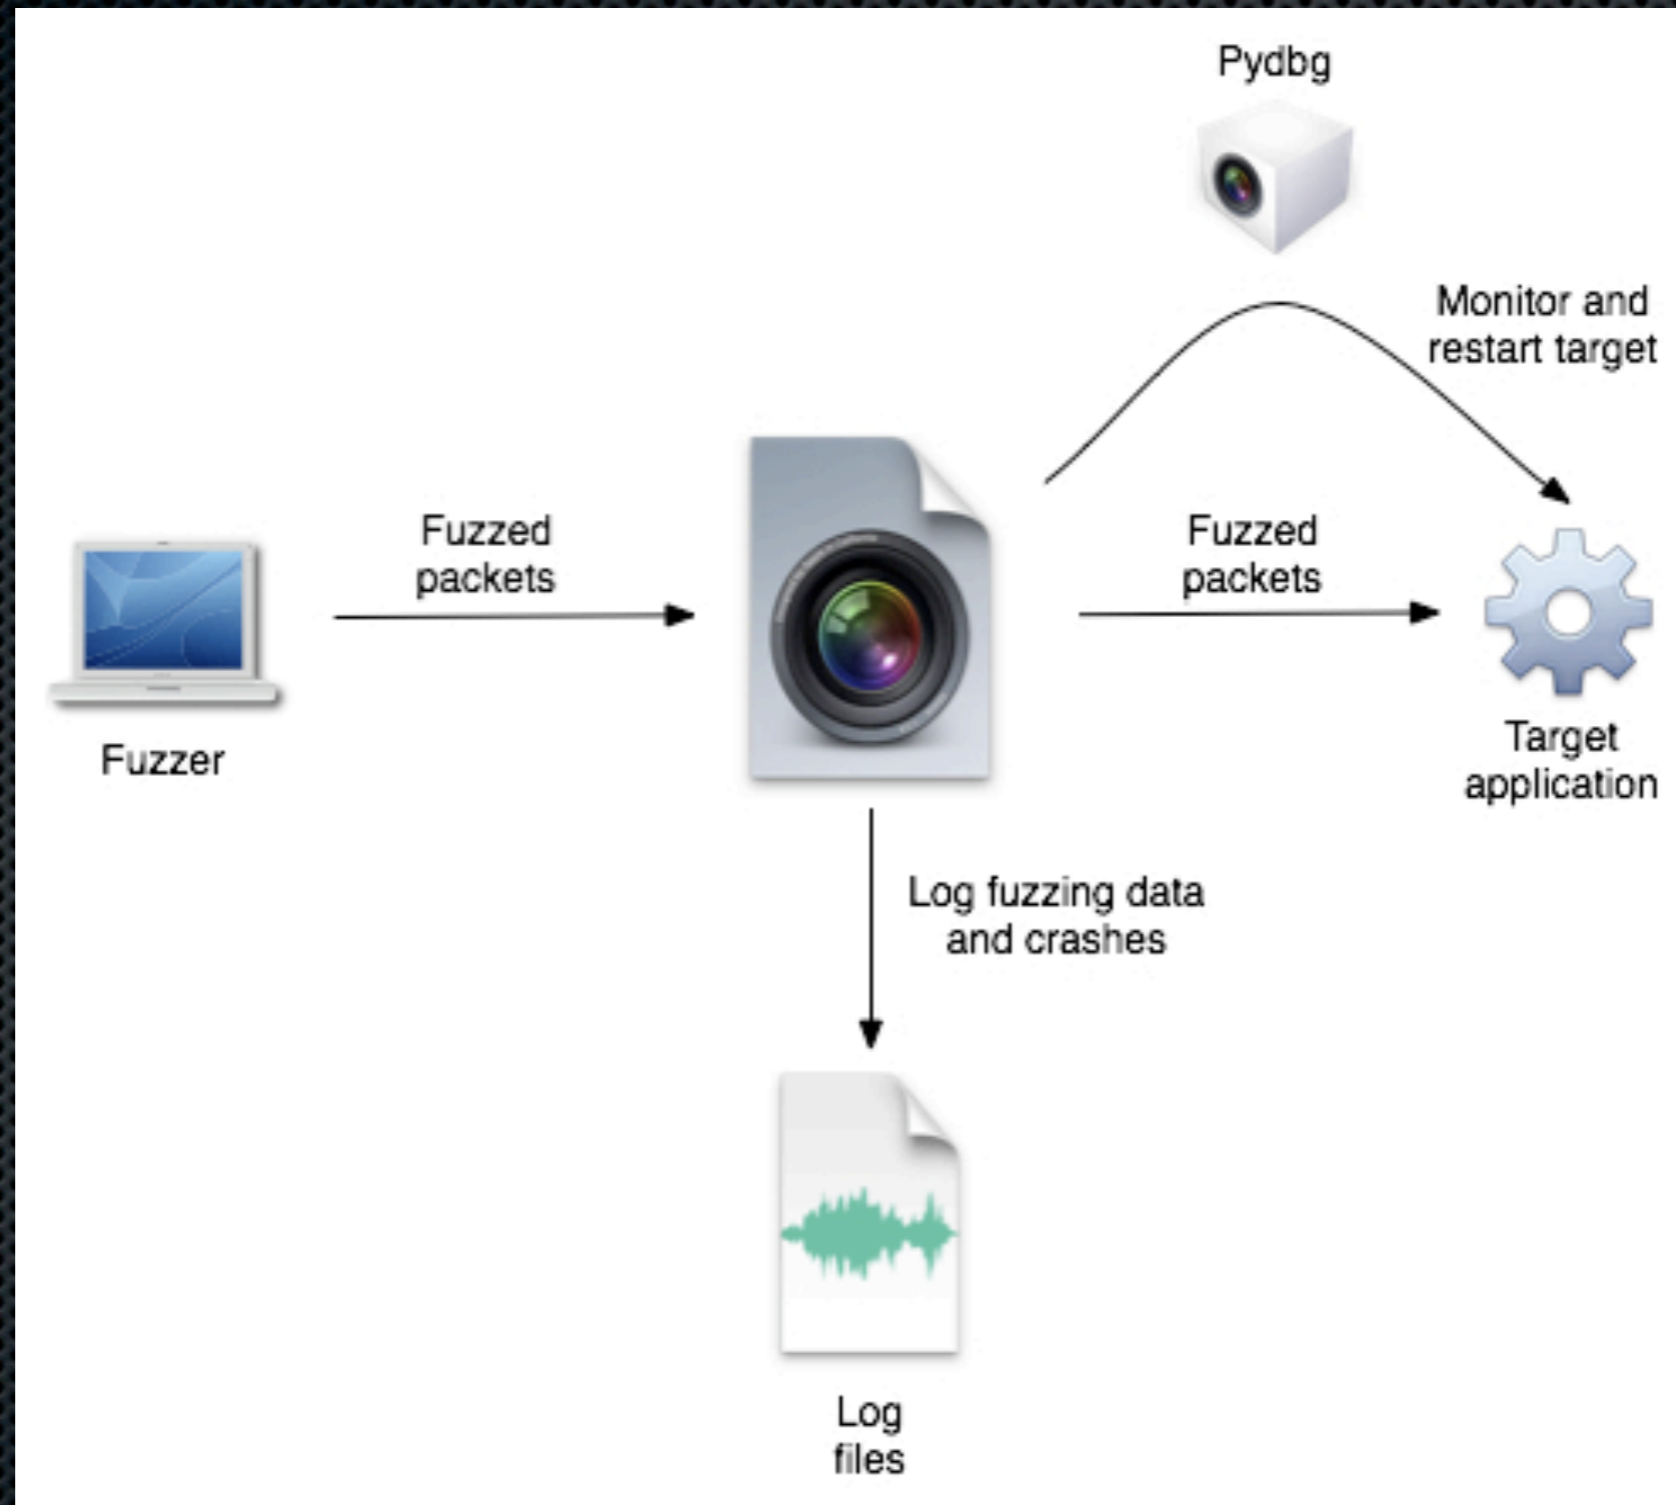 Pydbg
Monitor and
restart target
Fuzzed
packets
Fuzzed
packets
Fuzzer
Target
application
Log fuzzing data
and crashes
Log
files